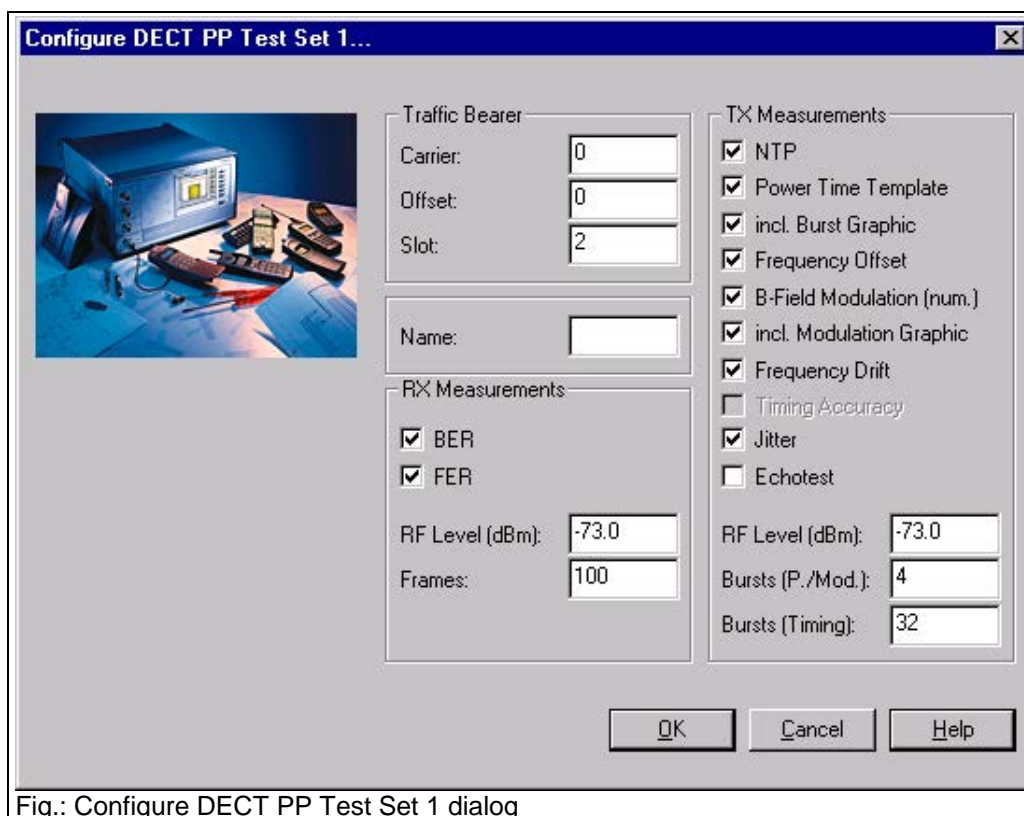 Configure DECT PP Test Set 1...
Traffic Bearer
Carrier: 0
Offset: 0
Slot: 2
Name:
RX Measurements
BER
FER
RF Level (dBm): -73.0
Frames: 100
TX Measurements
NTP
Power Time Template
incl. Burst Graphic
Frequency Offset
B-Field Modulation (num.)
incl. Modulation Graphic
Frequency Drift
Timing Accuracy
Jitter
Echotest
RF Level (dBm): -73.0
Bursts (P./Mod.): 4
Bursts (Timing): 32
OK Cancel Help
Fig.: Configure DECT PP Test Set 1 dialog